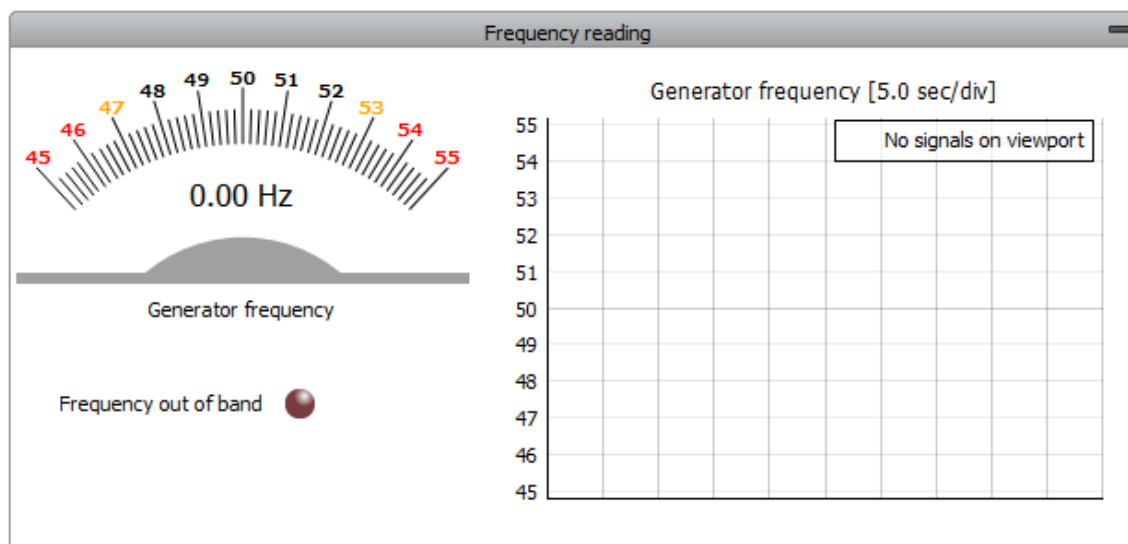 Frequency reading
45 46 47 48 49 50 51 52 53 54 55
0.00 Hz
Generator frequency
Frequency out of band
Generator frequency [5.0 sec/div]
No signals on viewport
55
54
53
52
51
50
49
48
47
46
45